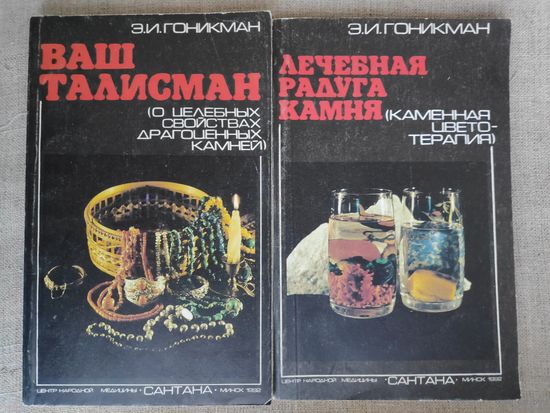 Э.И.ГОНИКМАН
ВАШ
ТАЛИСМАН
(О ЦЕЛЕБНЫХ
СВОЙСТВАХ
ДРАГОЦЕННЫХ
КАМНЕЙ)
ЦЕНТР НАРОДНОЙ МЕДИЦИНЫ ·САНТАНА· МИНСК 1992
Э.И.ГОНИКМАН
ЛЕЧЕБНАЯ
РАДУГА
КАМНЯ (КАМЕННАЯ
ЦВЕТО-
ТЕРАПИЯ)
ЦЕНТР НАРОДНОЙ МЕДИЦИНЫ ·САНТАНА· МИНСК 1992